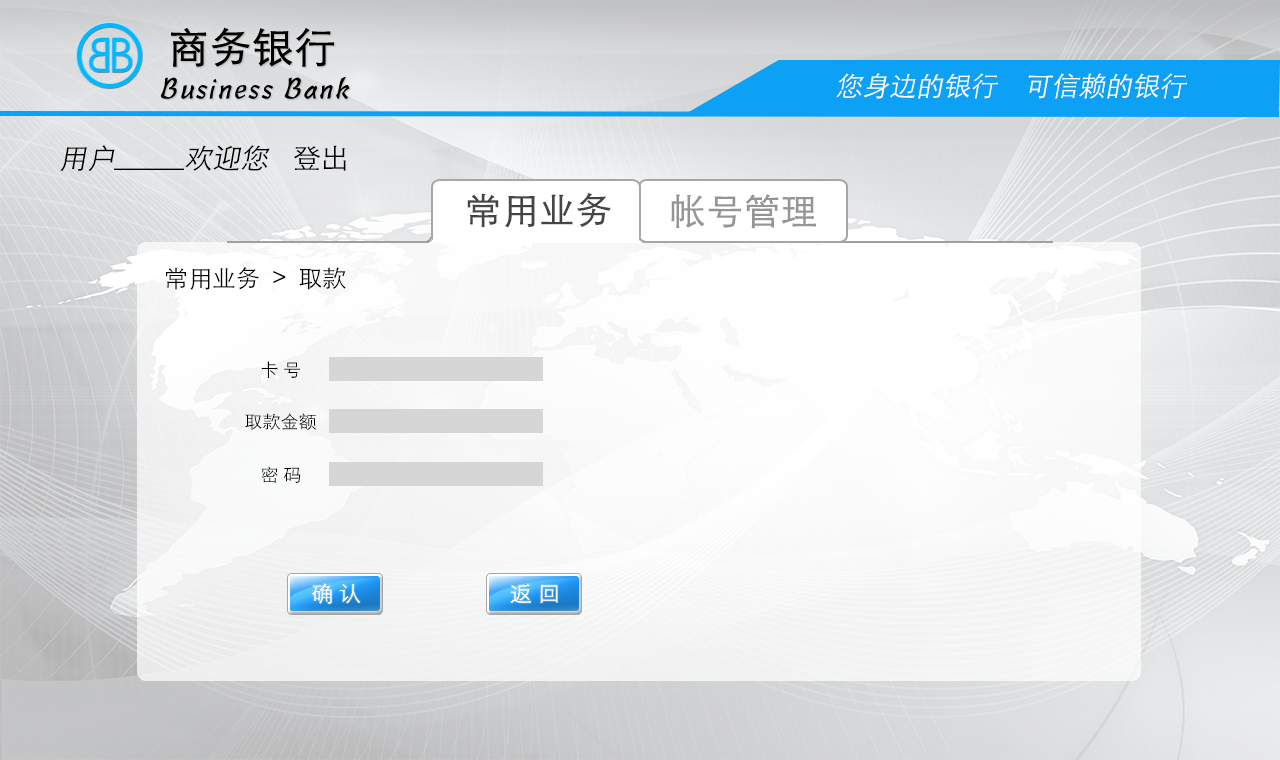 商务银行
Business Bank
您身边的银行 可信赖的银行
用户_____欢迎您 登出
常用业务 帐号管理
常用业务 > 取款
卡 号
取款金额
密 码
确 认 返 回